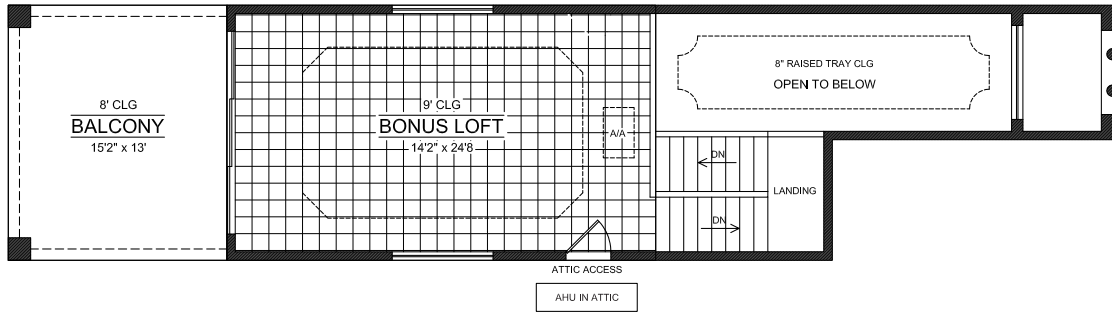 8' CLG
BALCONY
15'2" x 13'
9' CLG
BONUS LOFT
14'2" x 24'8
A/A
8" RAISED TRAY CLG
OPEN TO BELOW
DN
LANDING
DN
ATTIC ACCESS
AHU IN ATTIC